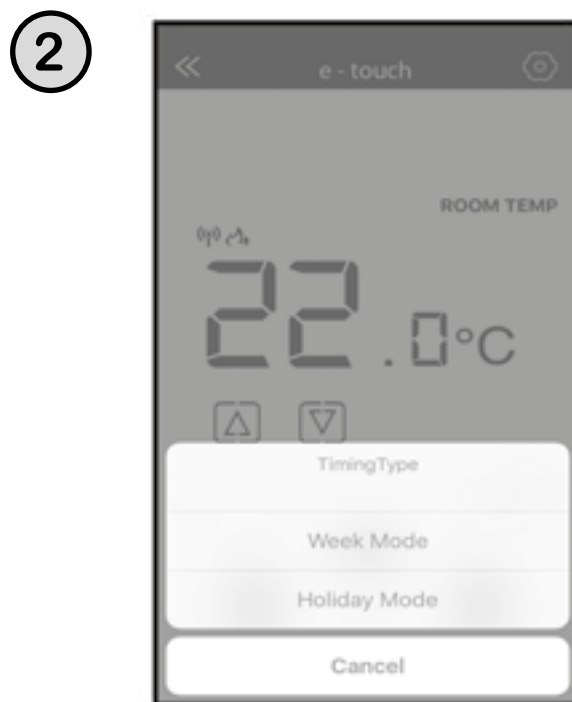 2
e - touch
ROOM TEMP
22.0°C
TimingType
Week Mode
Holiday Mode
Cancel